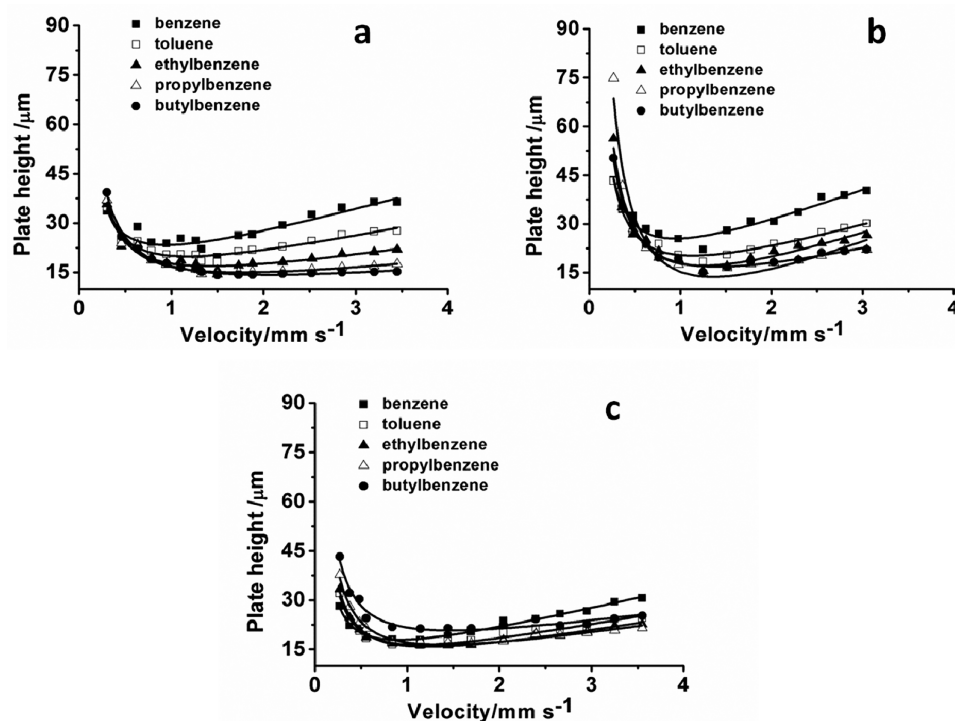 a
benzene
toluene
ethylbenzene
propylbenzene
butylbenzene
90
75
60
45
30
15
Plate height /μm
0 1 2 3 4
Velocity/mm s-1
b
benzene
toluene
ethylbenzene
propylbenzene
butylbenzene
90
75
60
45
30
15
Plate height /μm
0 1 2 3 4
Velocity/mm s-1
c
benzene
toluene
ethylbenzene
propylbenzene
butylbenzene
90
75
60
45
30
15
Plate height /μm
0 1 2 3 4
Velocity/mm s-1